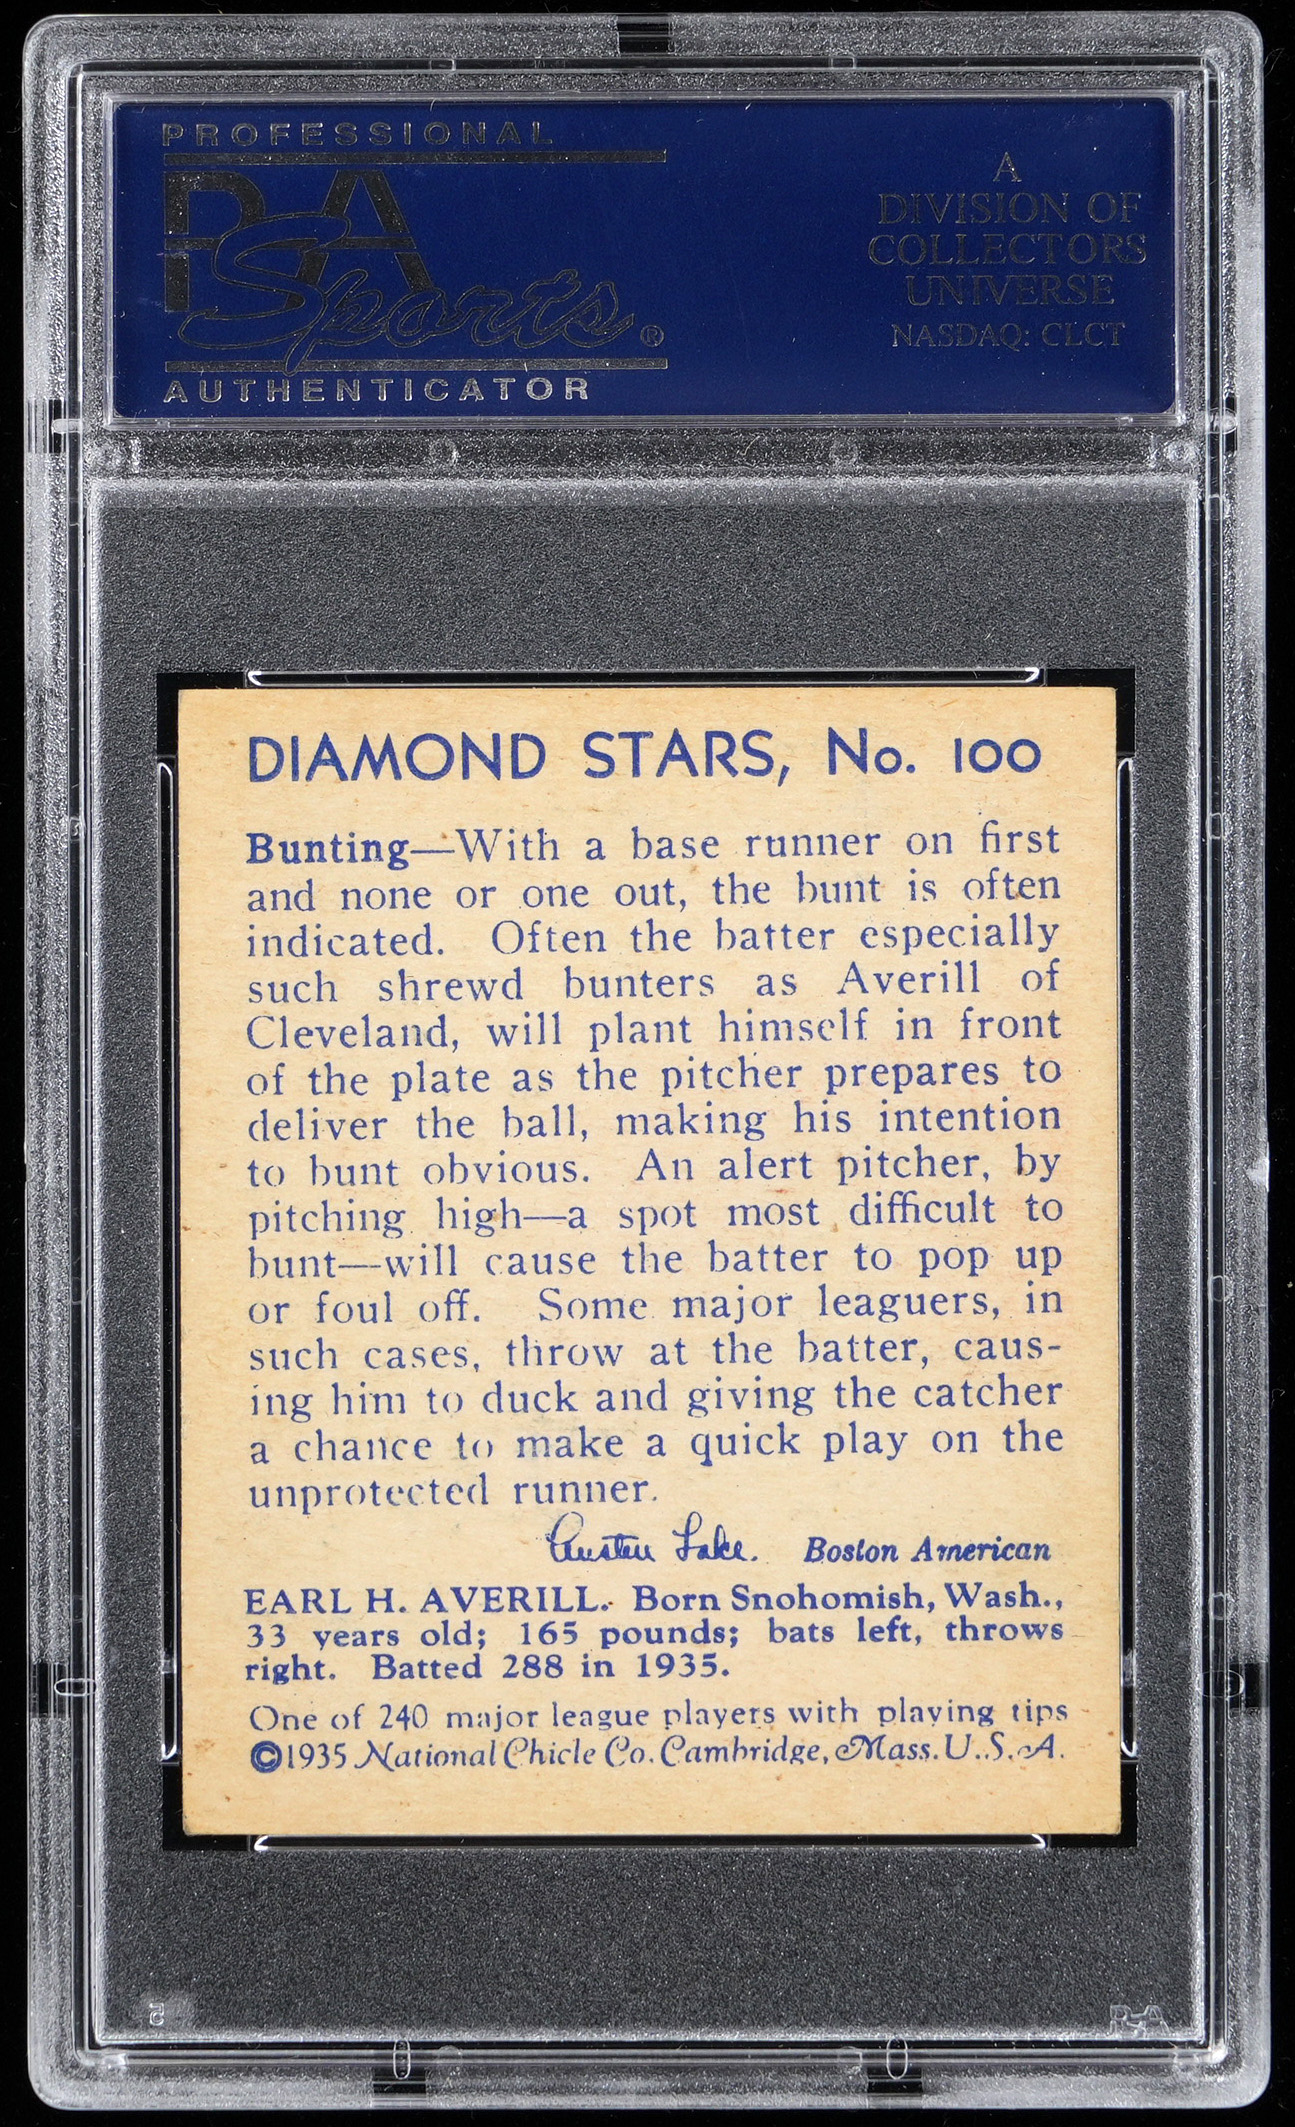 PROFESSIONAL
PSA
Sports®
AUTHENTICATOR
A
DIVISION OF
COLLECTORS
UNIVERSE
NASDAQ: CLCT
DIAMOND STARS, No. 100
Bunting—With a base runner on first
and none or one out, the bunt is often
indicated. Often the batter especially
such shrewd bunters as Averill of
Cleveland, will plant himself in front
of the plate as the pitcher prepares to
deliver the ball, making his intention
to bunt obvious. An alert pitcher, by
pitching high—a spot most difficult to
bunt—will cause the batter to pop up
or foul off. Some major leaguers, in
such cases, throw at the batter, caus-
ing him to duck and giving the catcher
a chance to make a quick play on the
unprotected runner.
Austen Lake. Boston American
EARL H. AVERILL. Born Snohomish, Wash.,
33 years old; 165 pounds; bats left, throws
right. Batted 288 in 1935.
One of 240 major league players with playing tips
©1935 National Chicle Co. Cambridge, Mass. U.S.A.
PSA